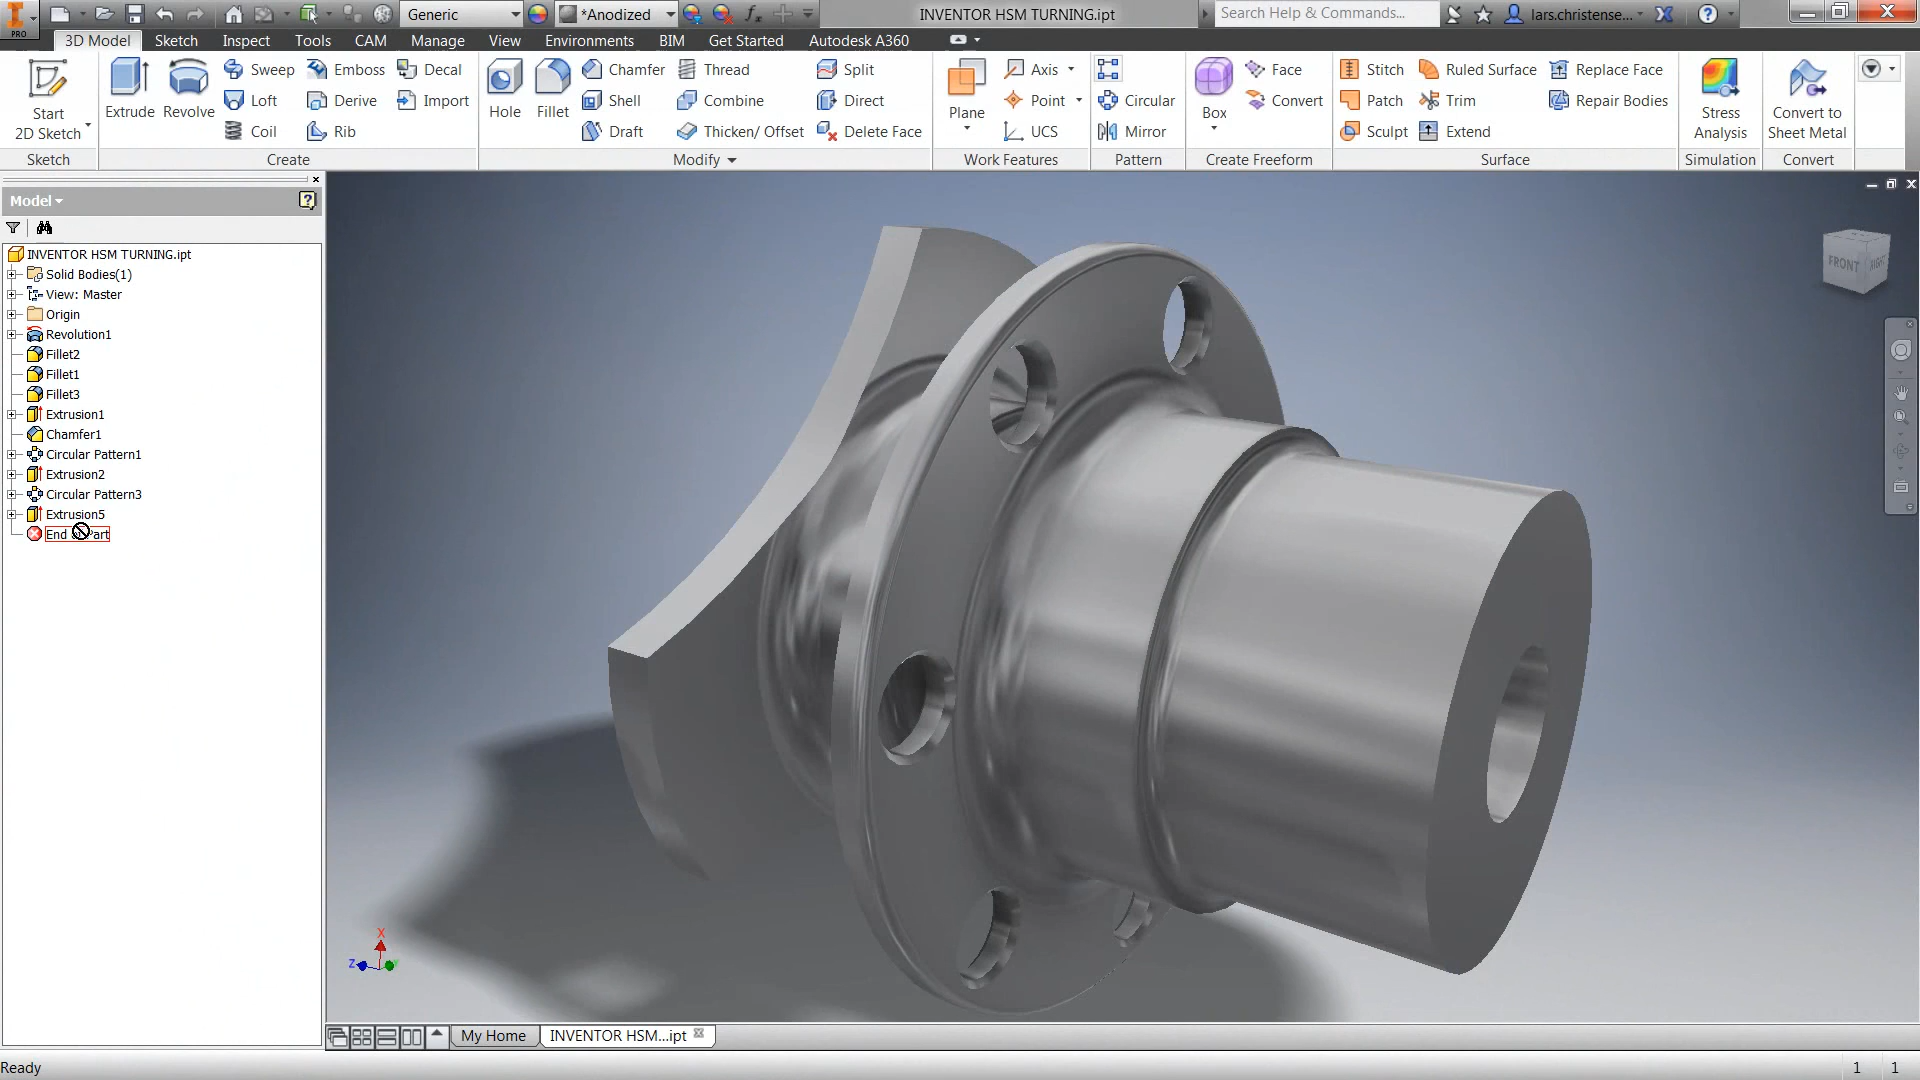 PRO
Generic
*Anodized
INVENTOR HSM TURNING.ipt
Search Help & Commands...
lars.christense...
3D Model
Sketch
Inspect
Tools
CAM
Manage
View
Environments
BIM
Get Started
Autodesk A360
Start
2D Sketch
Extrude
Revolve
Sweep
Loft
Coil
Emboss
Derive
Rib
Decal
Import
Hole
Fillet
Chamfer
Shell
Draft
Thread
Combine
Thicken/ Offset
Split
Direct
Delete Face
Plane
Axis
Point
UCS
Circular
Mirror
Box
Face
Convert
Stitch
Patch
Sculpt
Ruled Surface
Trim
Extend
Replace Face
Repair Bodies
Stress
Analysis
Convert to
Sheet Metal
Sketch
Create
Modify
Work Features
Pattern
Create Freeform
Surface
Simulation
Convert
Model
INVENTOR HSM TURNING.ipt
Solid Bodies(1)
View: Master
Origin
Revolution1
Fillet2
Fillet1
Fillet3
Extrusion1
Chamfer1
Circular Pattern1
Extrusion2
Circular Pattern3
Extrusion5
End
art
FRONT
RIGHT
X
Z
My Home
INVENTOR HSM...ipt
Ready
1
1